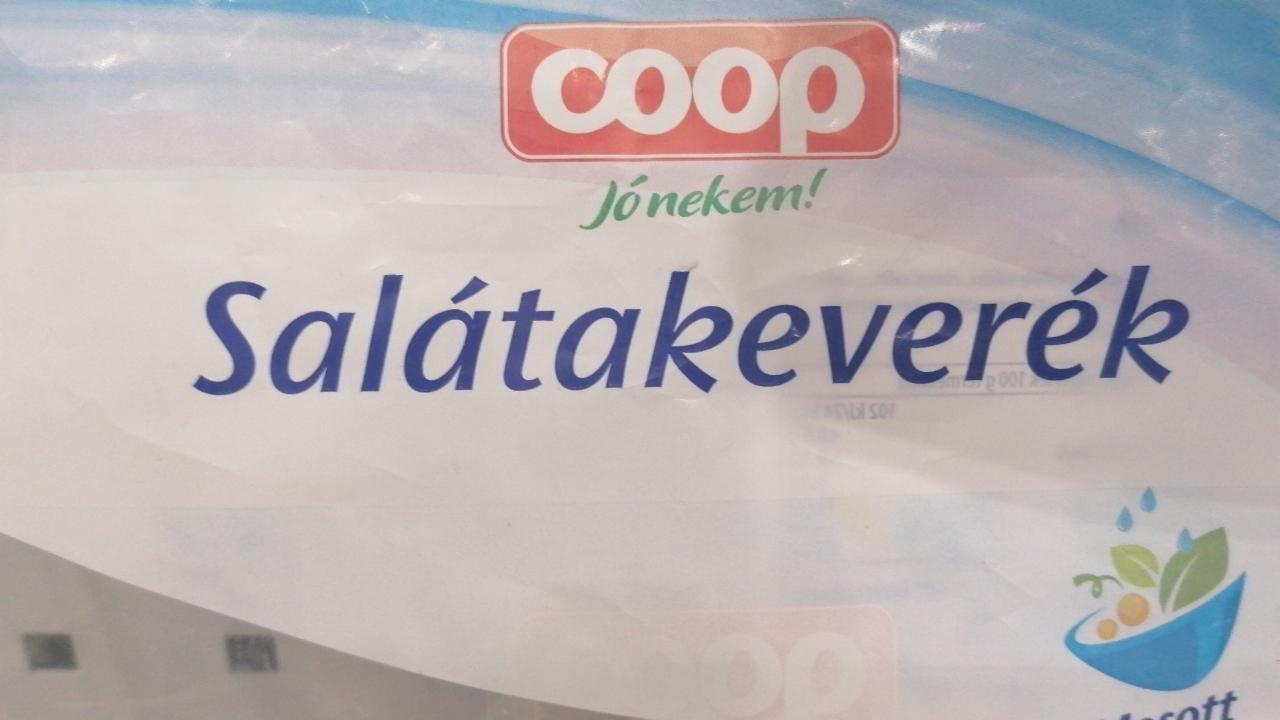 coop
Jó nekem!
Salátakeverék